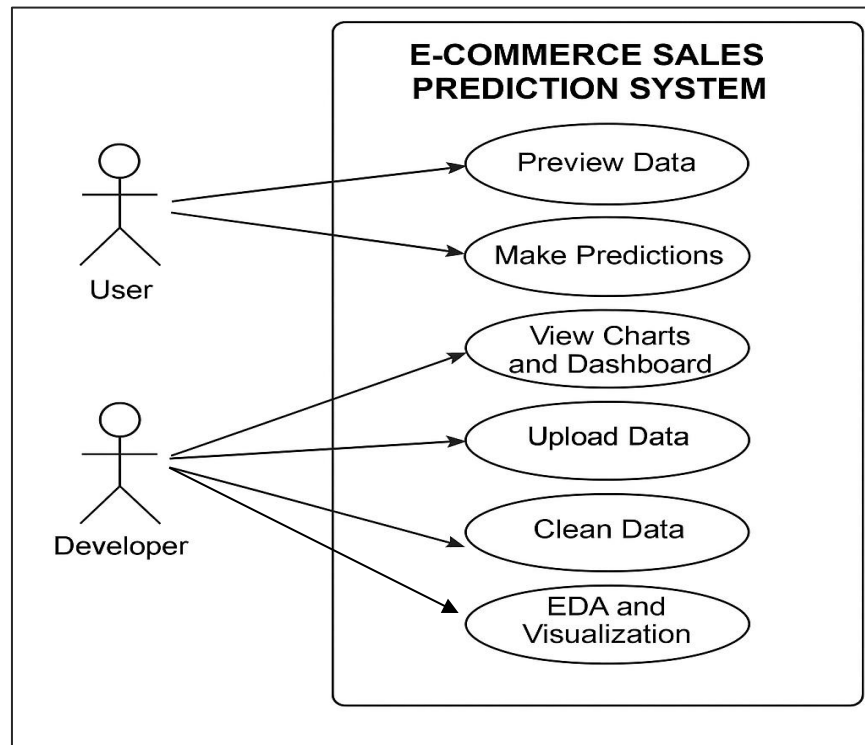 E-COMMERCE SALES
PREDICTION SYSTEM
Preview Data
Make Predictions
User
View Charts
and Dashboard
Upload Data
Clean Data
Developer
EDA and
Visualization